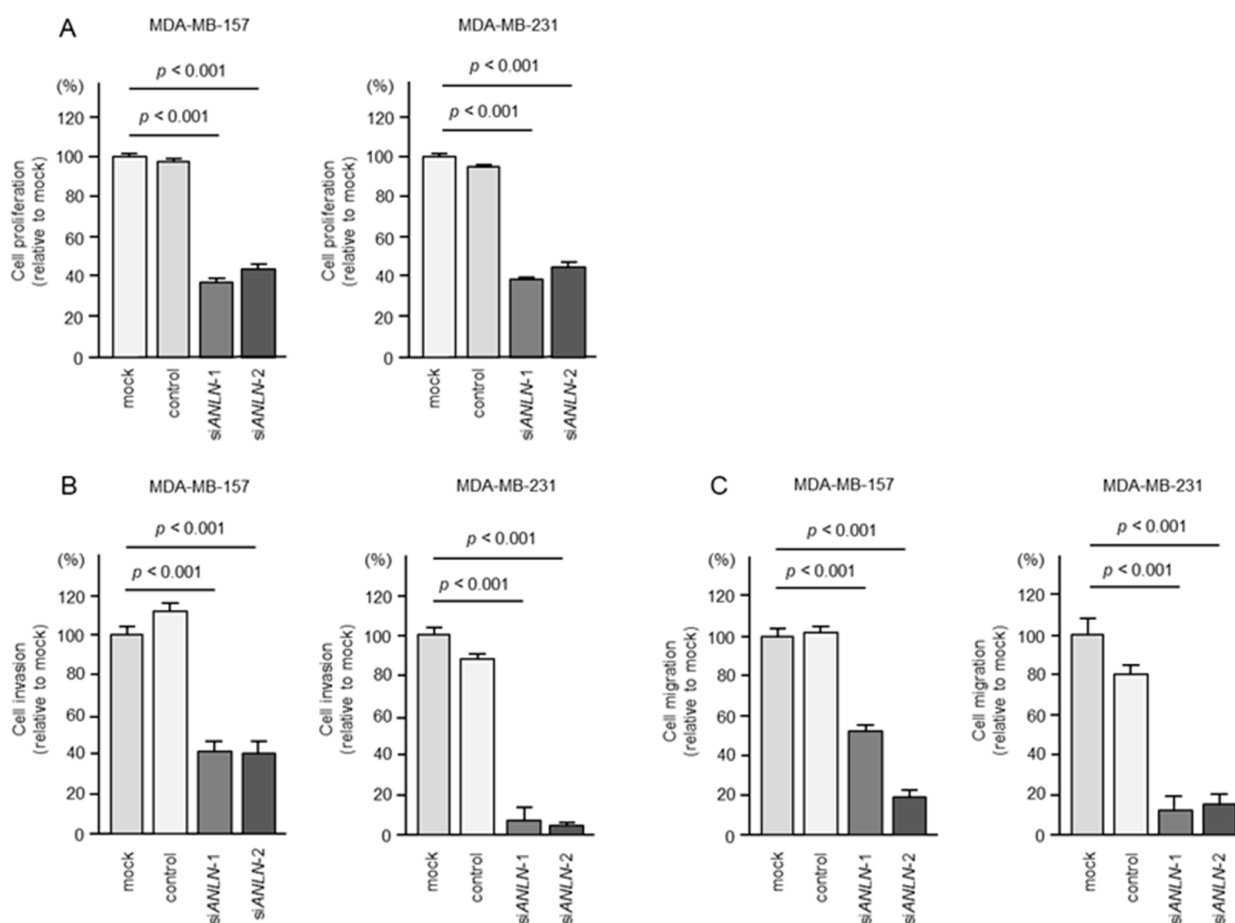 A
MDA-MB-157
p < 0.001
p < 0.001
(%)
120
100
80
60
40
20
0
Cell proliferation
(relative to mock)
mock
control
siANLN-1
siANLN-2
MDA-MB-231
p < 0.001
p < 0.001
(%)
120
100
80
60
40
20
0
Cell proliferation
(relative to mock)
mock
control
siANLN-1
siANLN-2
B
MDA-MB-157
p < 0.001
p < 0.001
(%)
120
100
80
60
40
20
0
Cell invasion
(relative to mock)
mock
control
siANLN-1
siANLN-2
MDA-MB-231
p < 0.001
p < 0.001
(%)
120
100
80
60
40
20
0
Cell invasion
(relative to mock)
mock
control
siANLN-1
siANLN-2
C
MDA-MB-157
p < 0.001
p < 0.001
(%)
120
100
80
60
40
20
0
Cell migration
(relative to mock)
mock
control
siANLN-1
siANLN-2
MDA-MB-231
p < 0.001
p < 0.001
(%)
120
100
80
60
40
20
0
Cell migration
(relative to mock)
mock
control
siANLN-1
siANLN-2